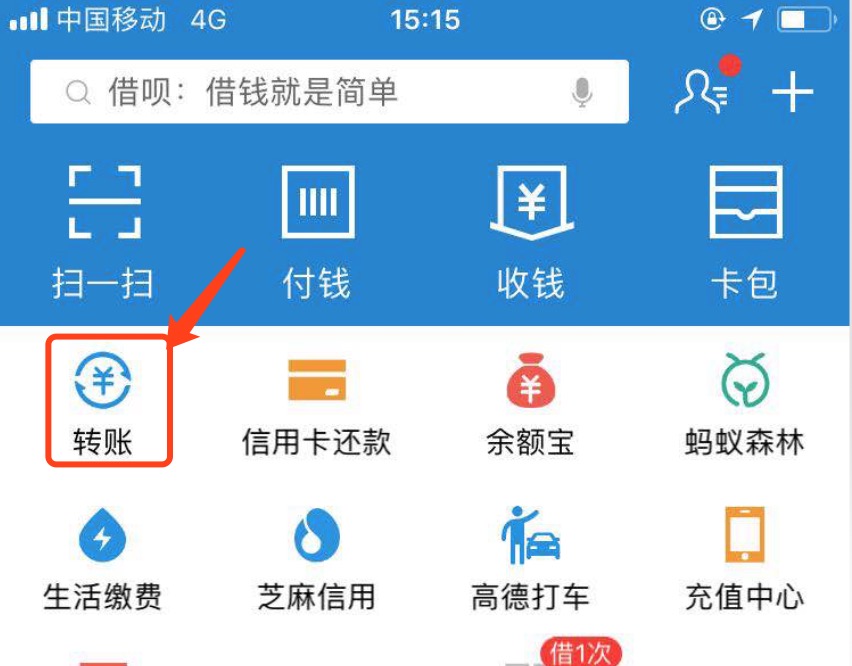 中国移动 4G 15:15
借呗：借钱就是简单
扫一扫 付钱 收钱 卡包
转账 信用卡还款 余额宝 蚂蚁森林
生活缴费 芝麻信用 高德打车 充值中心
借1次